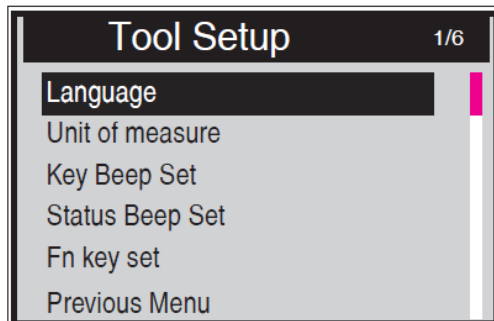 Tool Setup 1/6
Language
Unit of measure
Key Beep Set
Status Beep Set
Fn key set
Previous Menu